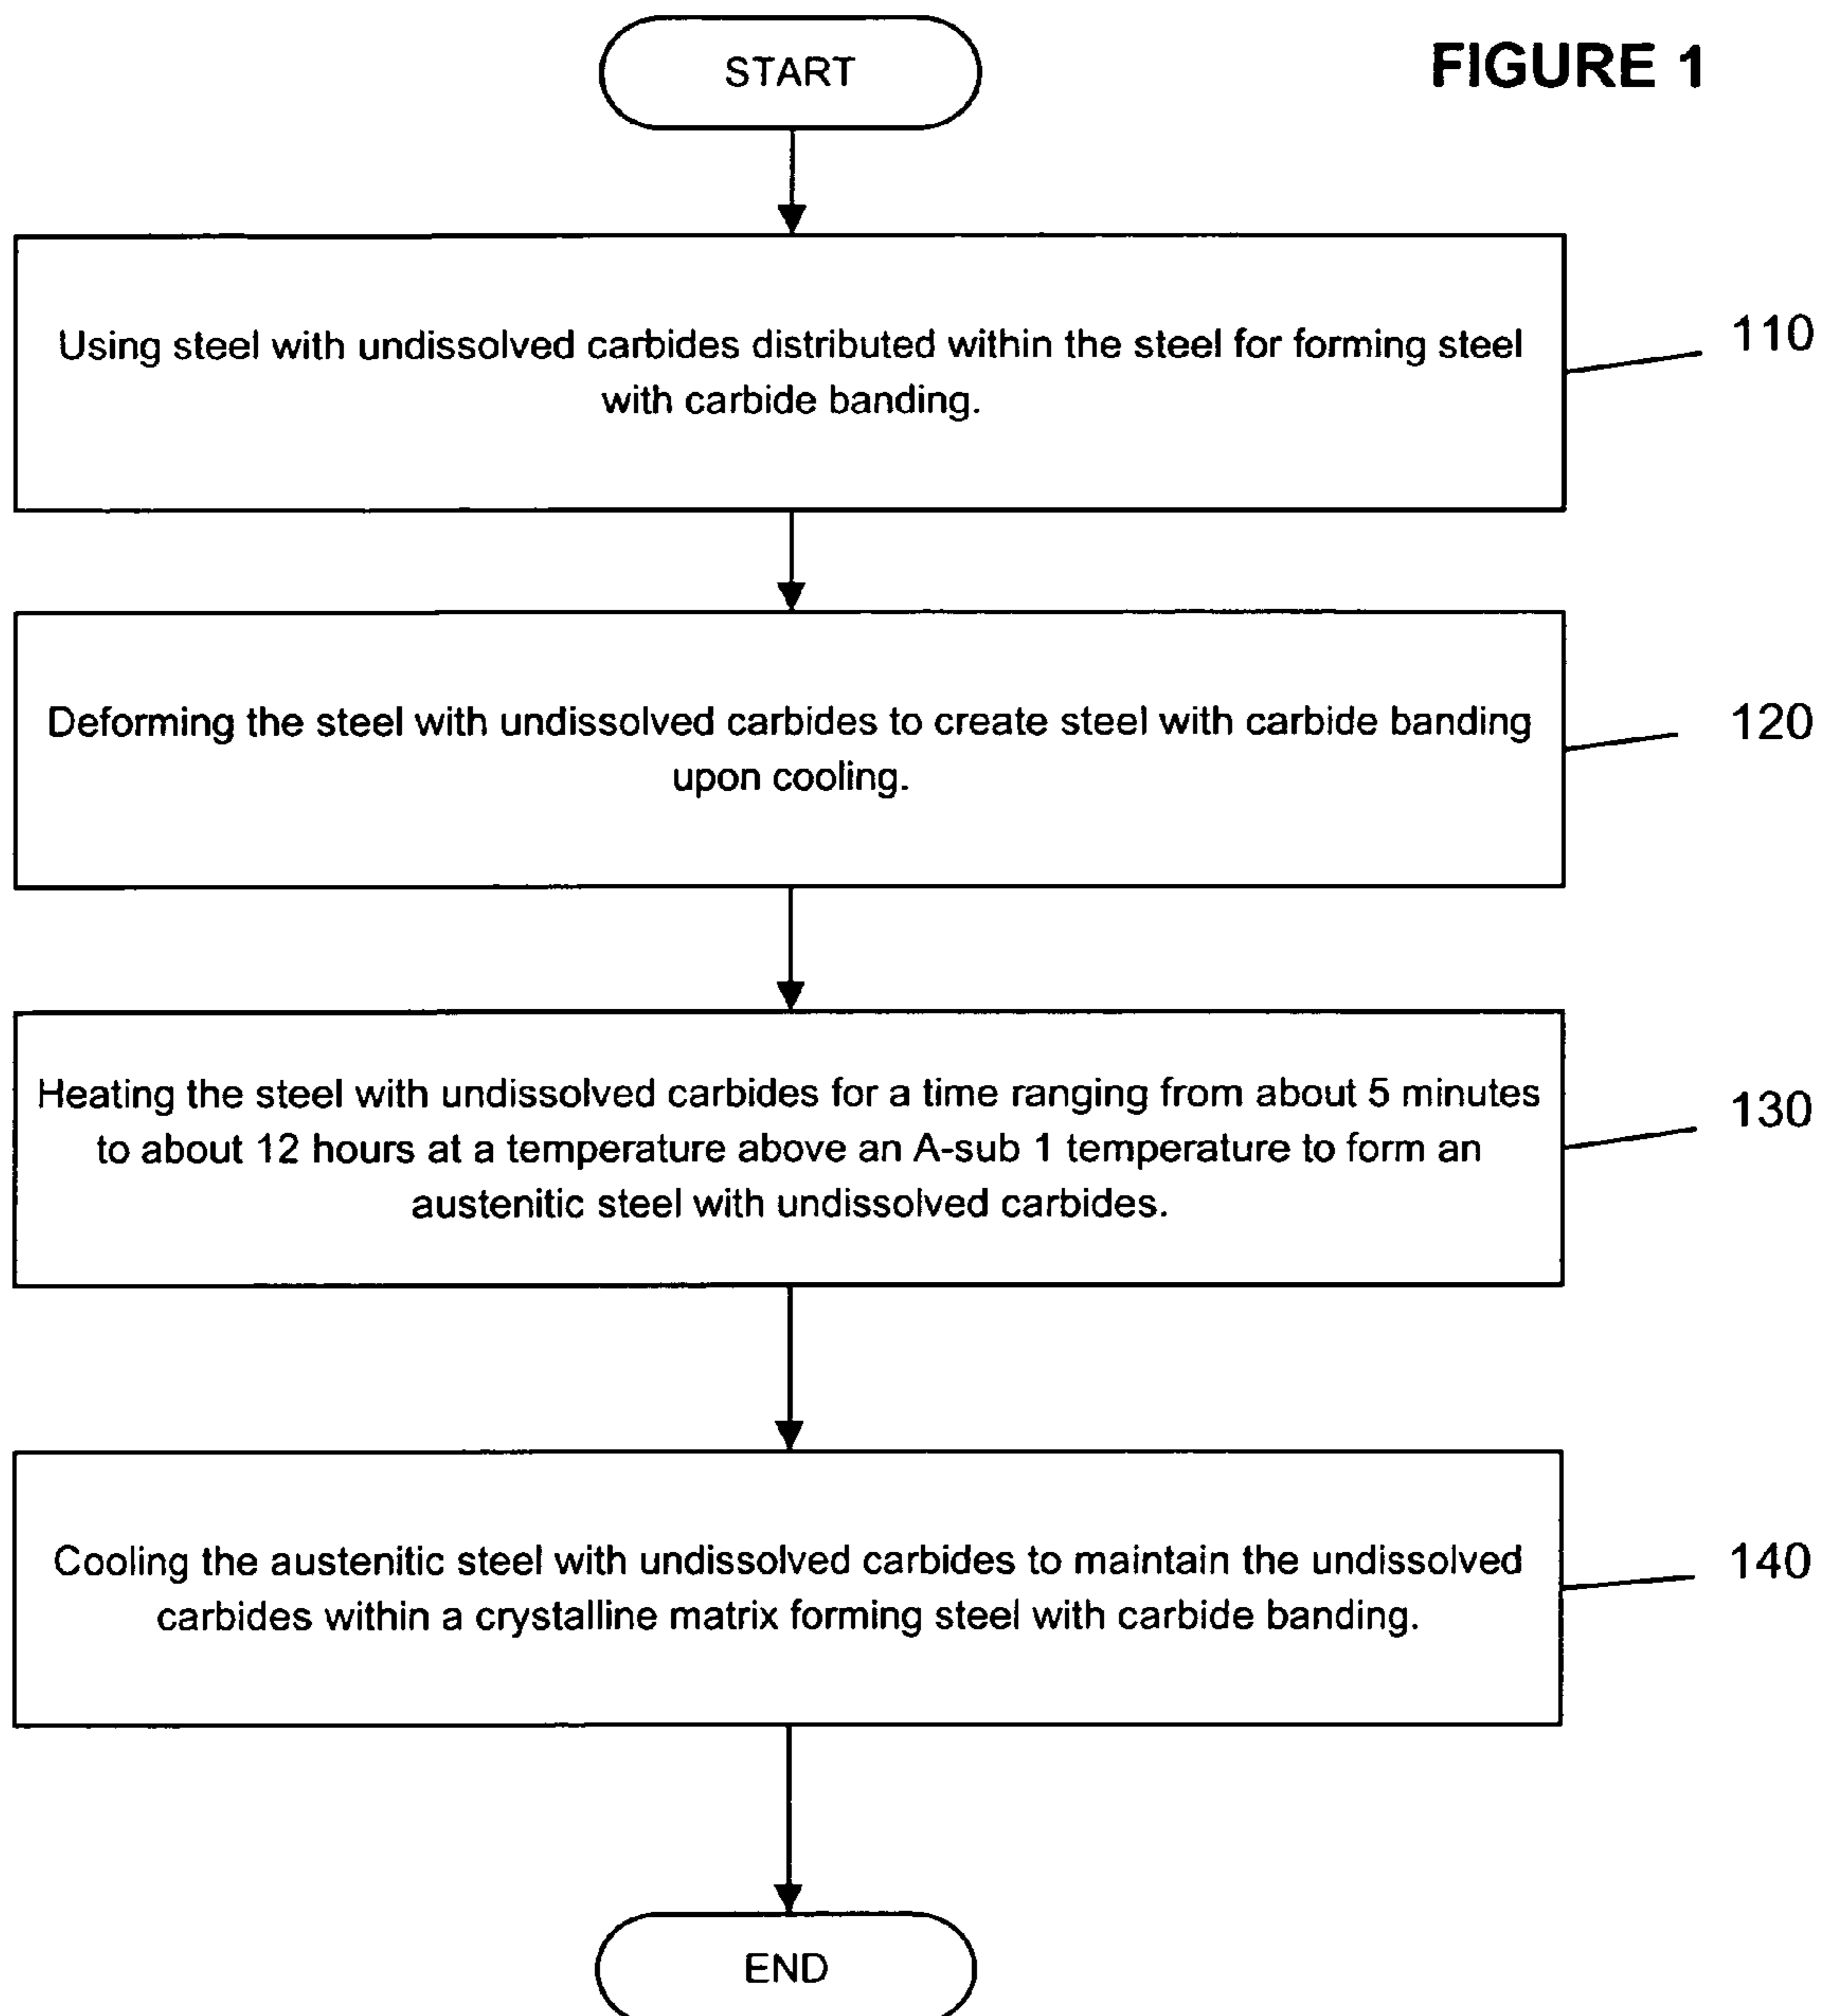 START
FIGURE 1
Using steel with undissolved carbides distributed within the steel for forming steel
with carbide banding.
110
Deforming the steel with undissolved carbides to create steel with carbide banding
upon cooling.
120
Heating the steel with undissolved carbides for a time ranging from about 5 minutes
to about 12 hours at a temperature above an A-sub 1 temperature to form an
austenitic steel with undissolved carbides.
130
Cooling the austenitic steel with undissolved carbides to maintain the undissolved
carbides within a crystalline matrix forming steel with carbide banding.
140
END